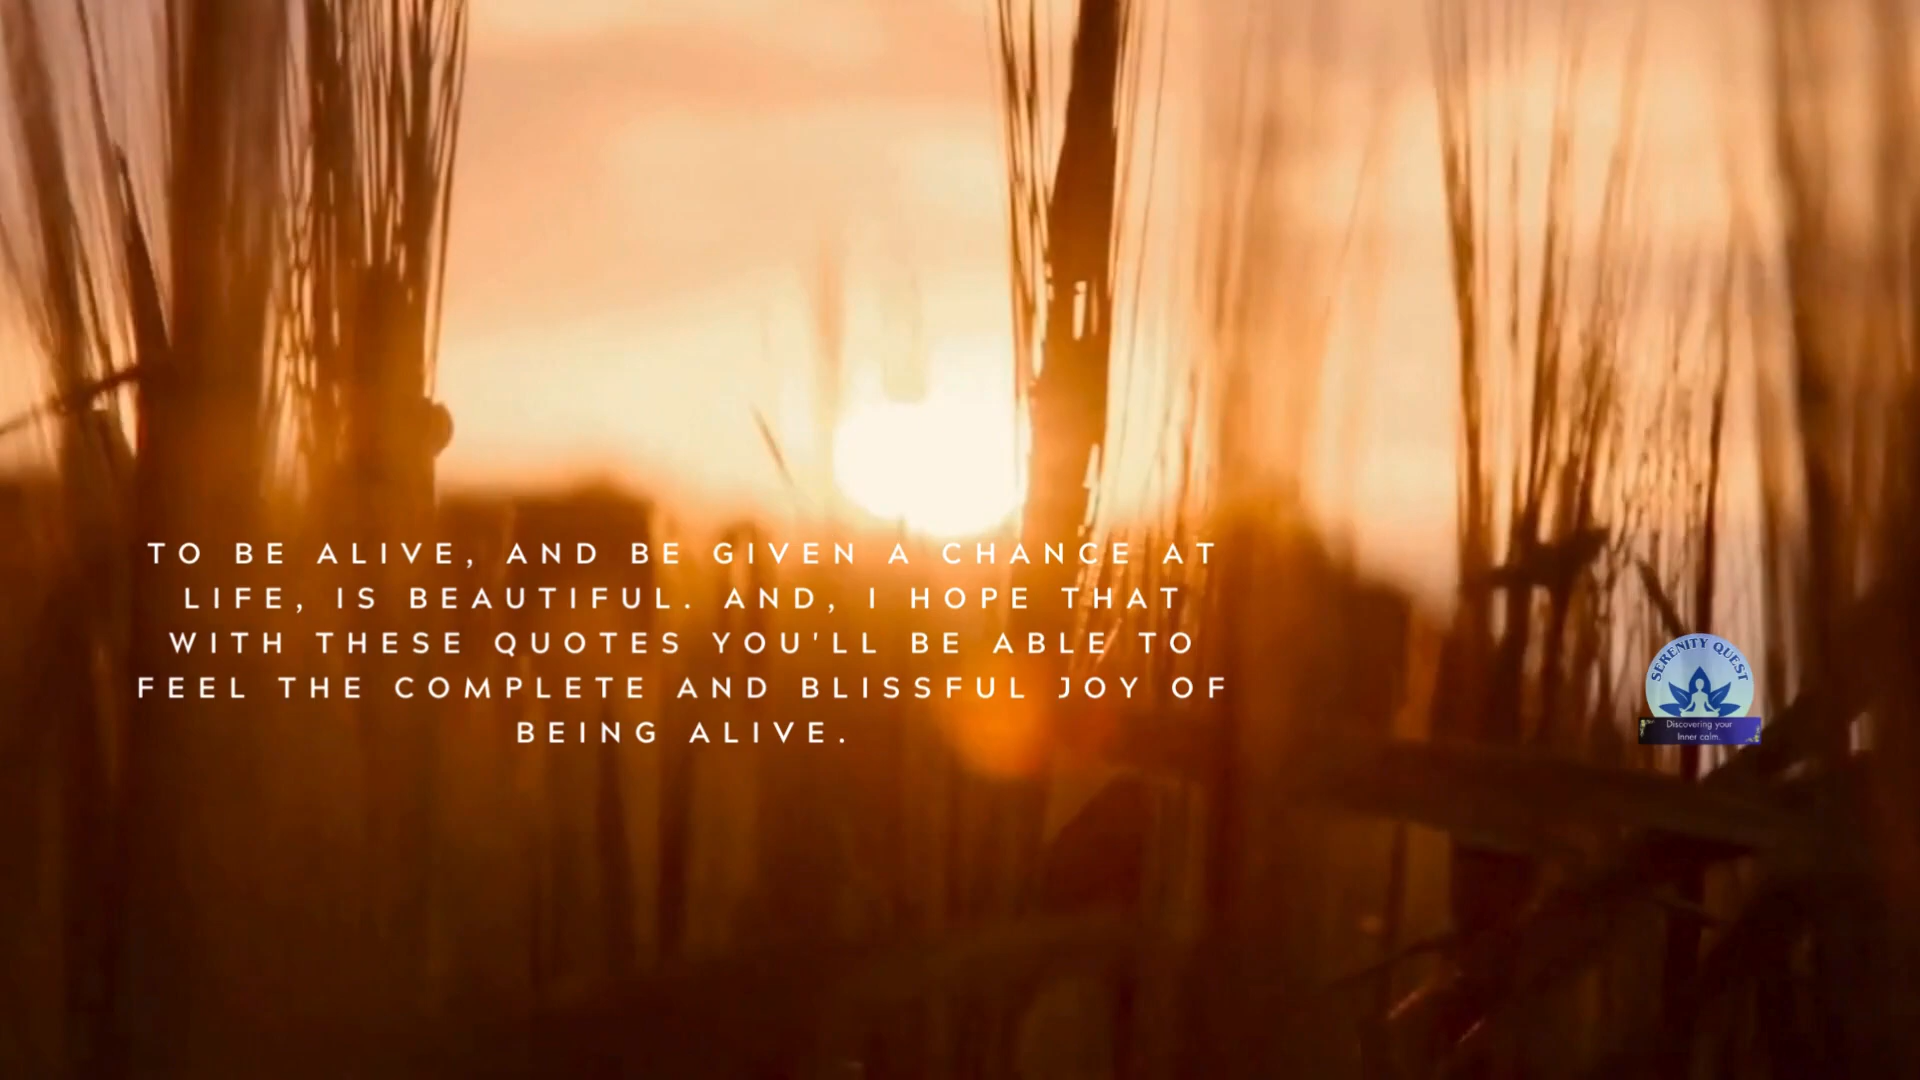 TO BE ALIVE, AND BE GIVEN A CHANCE AT
LIFE, IS BEAUTIFUL. AND, I HOPE THAT
WITH THESE QUOTES YOU'LL BE ABLE TO
FEEL THE COMPLETE AND BLISSFUL JOY OF
BEING ALIVE.
SERENITY QUEST
Discovering your
Inner calm.